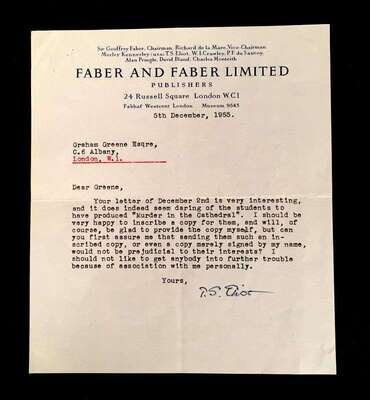 Sir Geoffrey Faber, Chairman. Richard de la Mare, Vice-Chairman
Morley Kennerley (U.S.A.) T. S. Eliot, W. J. Crawley, P. F. du Sautoy,
Alan Pringle, David Bland, Charles Monteith
FABER AND FABER LIMITED
PUBLISHERS
24 Russell Square London WC1
Fabbaf Westcent London Museum 9543
5th December, 1955.
Graham Greene Esqre,
C.6 Albany,
London, W.1.
Dear Greene,
Your letter of December 2nd is very interesting,
and it does indeed seem daring of the students to
have produced "Murder in the Cathedral". I should be
very happy to inscribe a copy for them, and will, of
course, be glad to provide the copy myself, but can
you first assure me that sending them such an in-
scribed copy, or even a copy merely signed by my name,
would not be prejudicial to their interests? I
should not like to get anybody into further trouble
because of association with me personally.
Yours,
T. S. Eliot